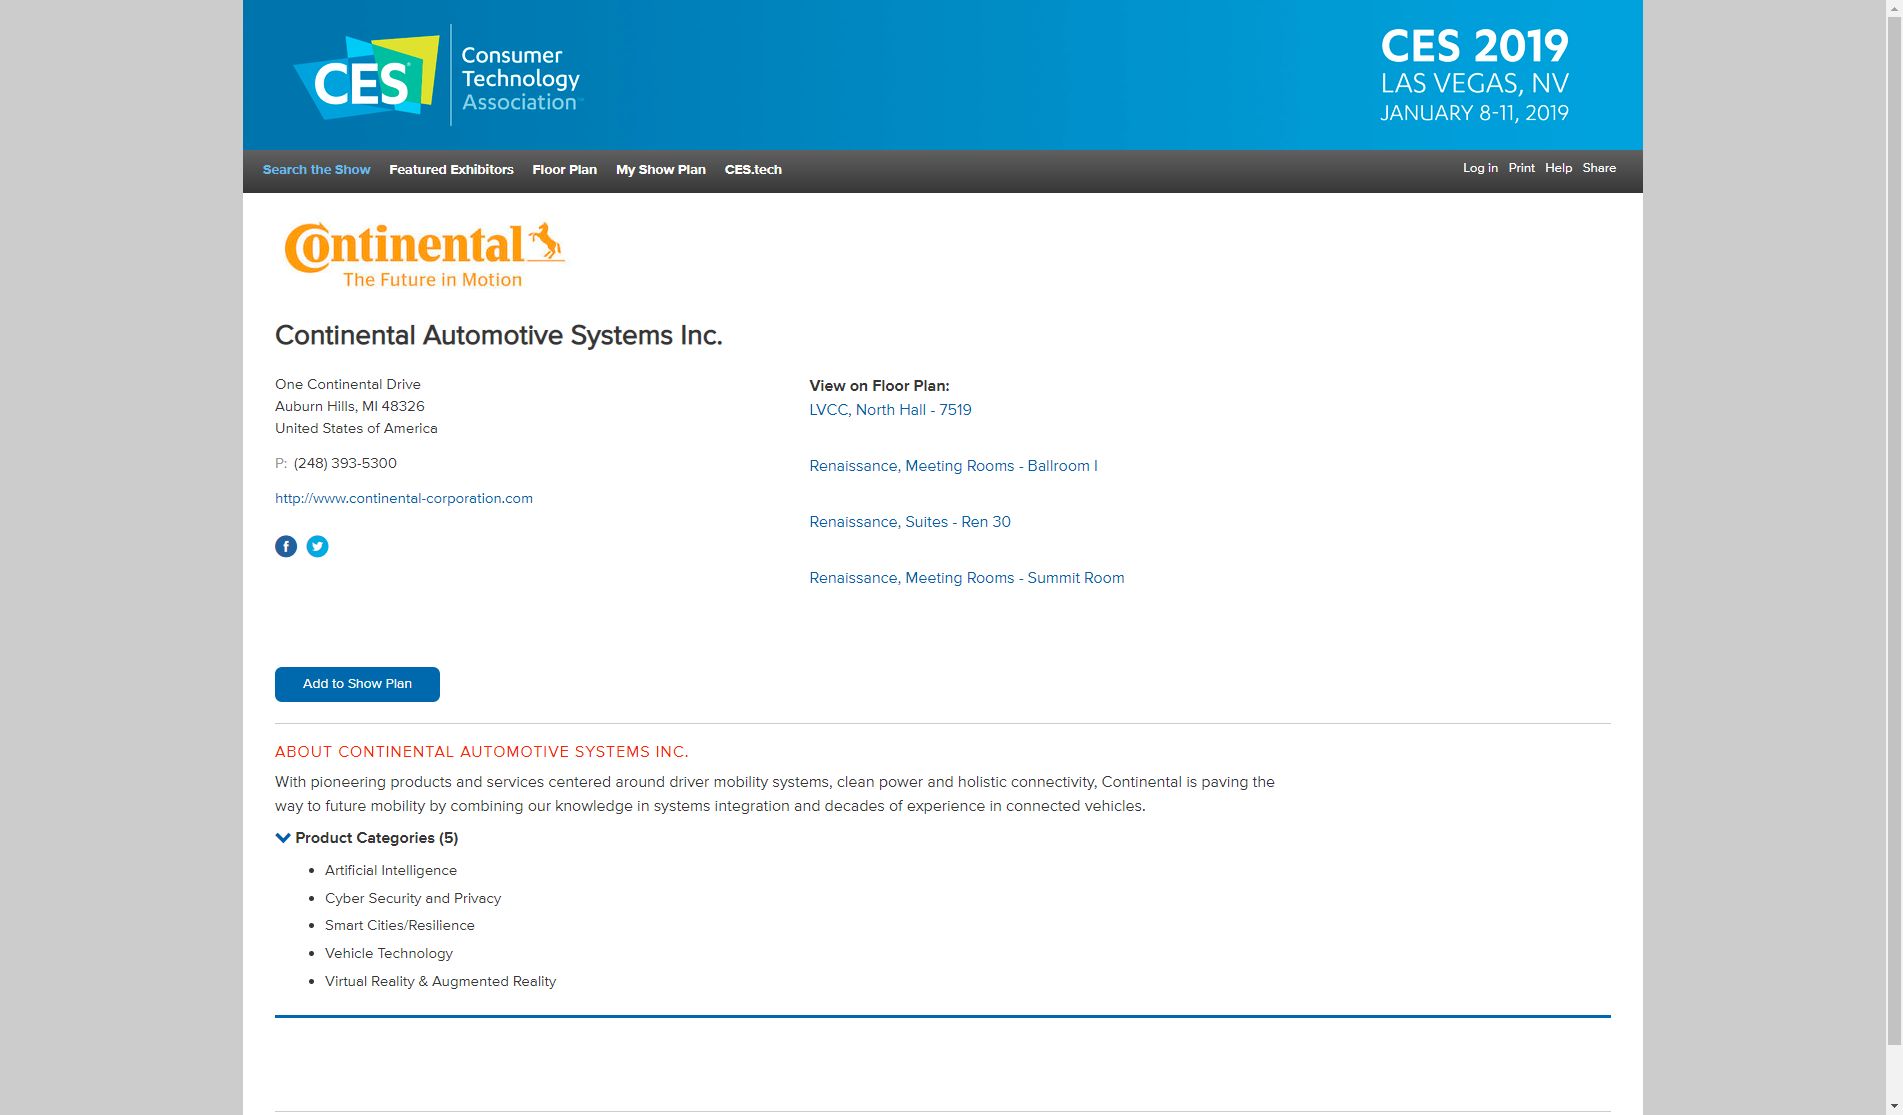 CES
Consumer
Technology
Association
CES 2019
LAS VEGAS, NV
JANUARY 8-11, 2019
Search the Show Featured Exhibitors Floor Plan My Show Plan CES.tech
Log in Print Help Share
Continental
The Future in Motion
Continental Automotive Systems Inc.
One Continental Drive
Auburn Hills, MI 48326
United States of America
P: (248) 393-5300
http://www.continental-corporation.com
View on Floor Plan:
LVCC, North Hall - 7519
Renaissance, Meeting Rooms - Ballroom I
Renaissance, Suites - Ren 30
Renaissance, Meeting Rooms - Summit Room
Add to Show Plan
ABOUT CONTINENTAL AUTOMOTIVE SYSTEMS INC.
With pioneering products and services centered around driver mobility systems, clean power and holistic connectivity, Continental is paving the
way to future mobility by combining our knowledge in systems integration and decades of experience in connected vehicles.
Product Categories (5)
• Artificial Intelligence
• Cyber Security and Privacy
• Smart Cities/Resilience
• Vehicle Technology
• Virtual Reality & Augmented Reality